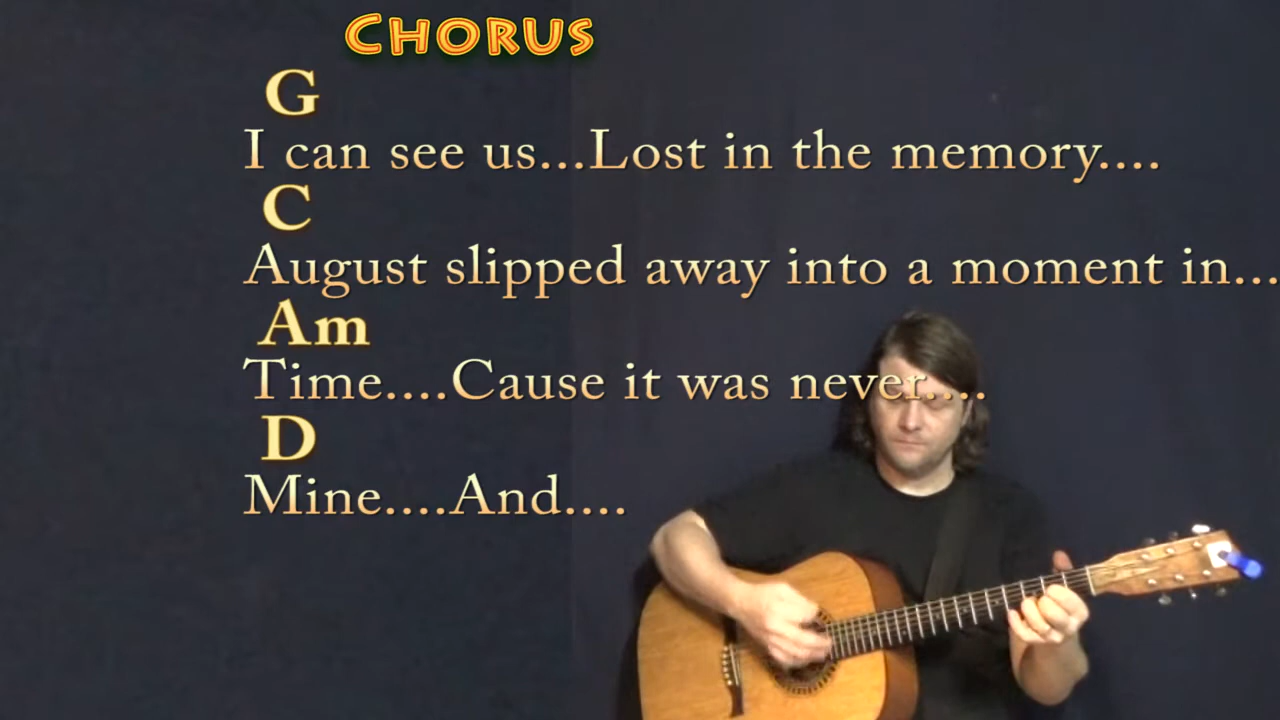 CHORUS
G
I can see us...Lost in the memory....
C
August slipped away into a moment in...
Am
Time....Cause it was never....
D
Mine....And....